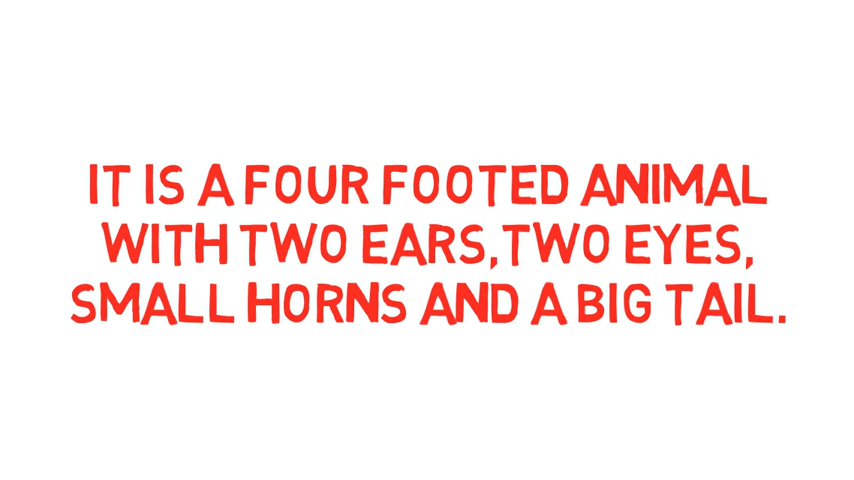 IT IS A FOUR FOOTED ANIMAL
WITH TWO EARS,TWO EYES,
SMALL HORNS AND A BIG TAIL.